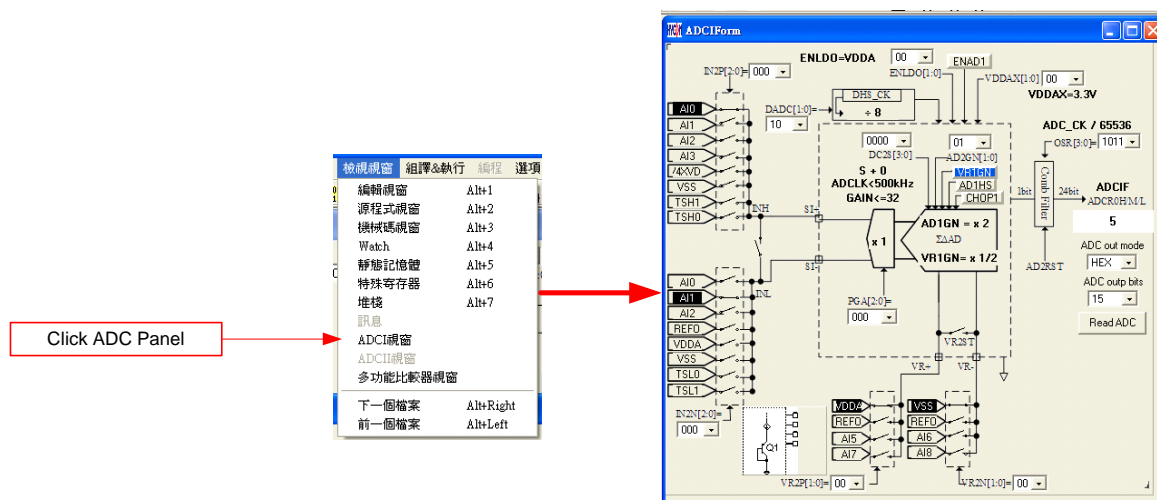 Click ADC Panel
檢視視窗 組譯&執行 編程 選項
編輯視窗 Alt+1
源程式視窗 Alt+2
機械碼視窗 Alt+3
Watch Alt+4
靜態記憶體 Alt+5
特殊寄存器 Alt+6
堆棧 Alt+7
訊息
ADCI視窗
ADCII視窗
多功能比較器視窗
下一個檔案 Alt+Right
前一個檔案 Alt+Left
ADCIForm
ENLDO=VDDA 00 ENAD1
IN2P[2:0]= 000
ENLDO[1:0]
VDDAX[1:0] 00
VDDAX=3.3V
AI0
AI1
AI2
AI3
/4XVD
VSS
TSH1
TSH0
DADC[1:0]=
10
DHS_CK
÷ 8
ADC_CK / 65536
OSR[3:0]= 1011
0000
DC2S[3:0]
01
AD2GN[1:0]
VR1GN
AD1HS
CHOP1
S + 0
ADCLK<500kHz
GAIN<=32
INH
SI+
SI-
INL
x 1
AD1GN = x 2
ΣΔAD
VR1GN= x 1/2
1bit
Comb Filter
24bit
ADCIF
ADCR0H/M/L
5
AD2RST
ADC out mode
HEX
ADC outp bits
15
Read ADC
AI0
AI1
AI2
REFO
VDDA
VSS
TSL0
TSL1
PGA[2:0]=
000
VR2ST
VR+ VR-
IN2N[2:0]=
000
Q1
VDDA
REFO
AI5
AI7
VSS
REFO
AI6
AI8
VR2P[1:0]= 00
VR2N[1:0]= 00